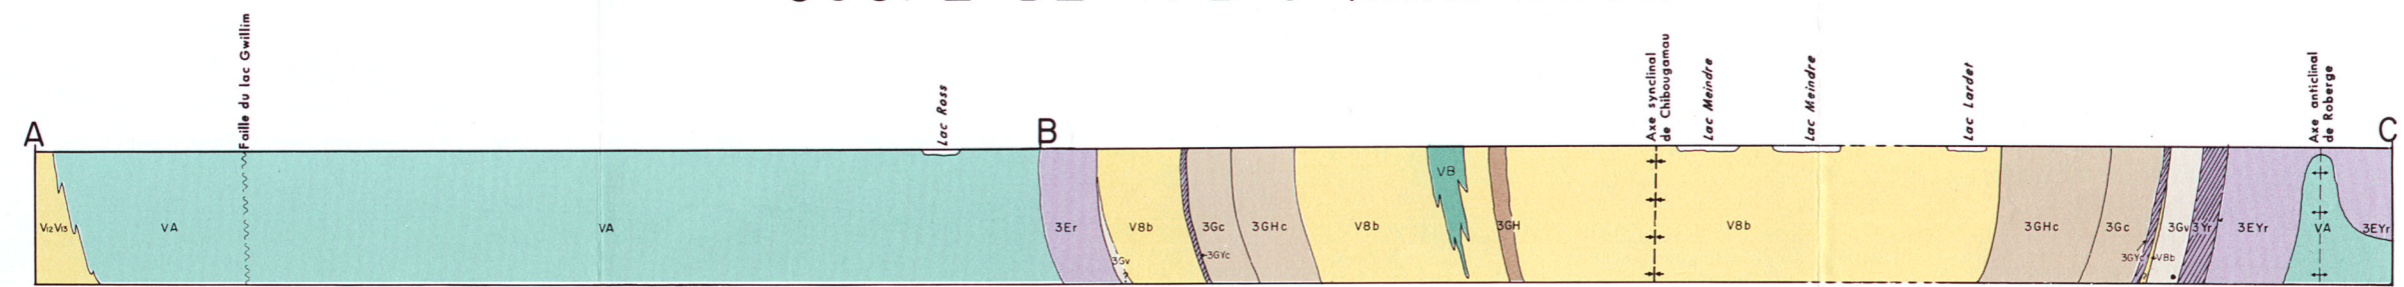 Faille du lac Gwillim
Lac Ross
Axe synclinal
de Chibougamau
Lac Meindre
Lac Meindre
Lac Lardet
Axe anticlinal
de Roberge
A
B
C
V12 V13
VA
VA
3Er
3Gv
?
V8b
3GYc
3Gc
3GHc
V8b
VB
3GH
V8b
3GHc
3Gc
3GYc
?
V8b
3Gv
3Yr
3EYr
VA
3EYr